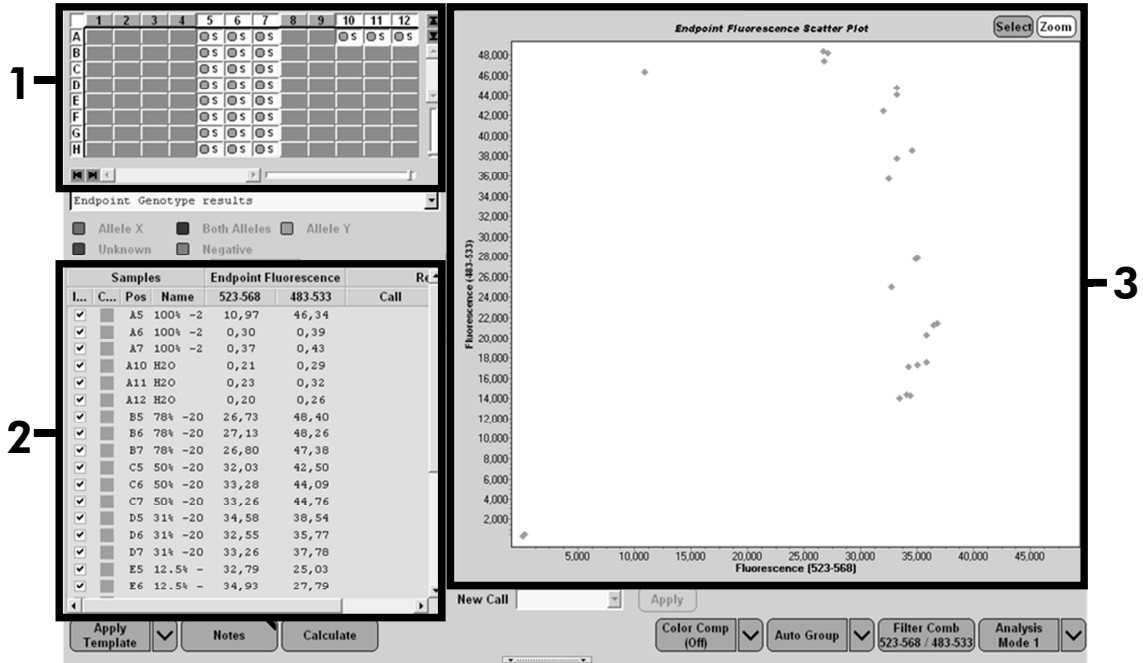 1
1 2 3 4 5 6 7 8 9 10 11 12
A S S S S S S
B S S S
C S S S
D S S S
E S S S
F S S S
G S S S
H S S S
Endpoint Genotype results
Allele X Both Alleles Allele Y
Unknown Negative
2
Samples Endpoint Fluorescence Re
I... C... Pos Name 523-568 483-533 Call
A5 100% -2 10,97 46,34
A6 100% -2 0,30 0,39
A7 100% -2 0,37 0,43
A10 H2O 0,21 0,29
A11 H2O 0,23 0,32
A12 H2O 0,20 0,26
B5 78% -20 26,73 48,40
B6 78% -20 27,13 48,26
B7 78% -20 26,80 47,38
C5 50% -20 32,03 42,50
C6 50% -20 33,28 44,09
C7 50% -20 33,26 44,76
D5 31% -20 34,58 38,54
D6 31% -20 32,55 35,77
D7 31% -20 33,26 37,78
E5 12.5% - 32,79 25,03
E6 12.5% - 34,93 27,79
Apply Template
Notes
Calculate
3
Endpoint Fluorescence Scatter Plot
Select Zoom
Fluorescence (483-533)
48,000
46,000
44,000
42,000
40,000
38,000
36,000
34,000
32,000
30,000
28,000
26,000
24,000
22,000
20,000
18,000
16,000
14,000
12,000
10,000
8,000
6,000
4,000
2,000
5,000 10,000 15,000 20,000 25,000 30,000 35,000 40,000 45,000
Fluorescence (523-568)
New Call Apply
Color Comp (Off)
Auto Group
Filter Comb 523-568 / 483-533
Analysis Mode 1